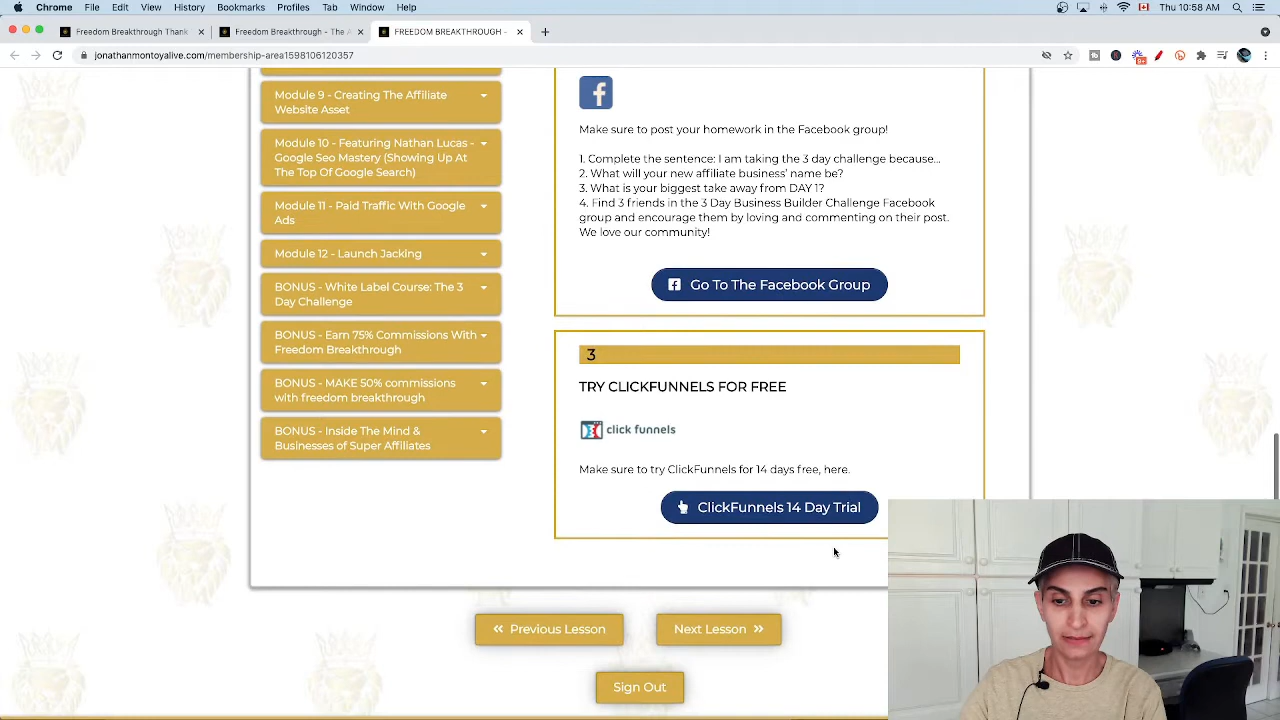 Chrome File Edit View History Bookmarks Profiles Tab Window Help
Thu 10:58 AM
Freedom Breakthrough Thank
Freedom Breakthrough - The A
FREEDOM BREAKTHROUGH -
jonathanmontoyalive.com/membership-area1598106120357
9+
Module 9 - Creating The Affiliate
Website Asset
Module 10 - Featuring Nathan Lucas -
Google Seo Mastery (Showing Up At
The Top Of Google Search)
Module 11 - Paid Traffic With Google
Ads
Module 12 - Launch Jacking
BONUS - White Label Course: The 3
Day Challenge
BONUS - Earn 75% Commissions With
Freedom Breakthrough
BONUS - MAKE 50% commissions
with freedom breakthrough
BONUS - Inside The Mind &
Businesses of Super Affiliates
Make sure to post your homework in the Facebook group!
1. Complete the sentence: I am taking the 3 day challenge because...
2. What will your new affiliate business' name be?
3. What is your biggest take away from DAY 1?
4. Find 3 friends in the 3 Day Business Builder Challenge Facebook
group and encourage them by loving and commenting on their post.
We love our community!
Go To The Facebook Group
3
TRY CLICKFUNNELS FOR FREE
click funnels
Make sure to try ClickFunnels for 14 days free, here.
ClickFunnels 14 Day Trial
Previous Lesson
Next Lesson
Sign Out